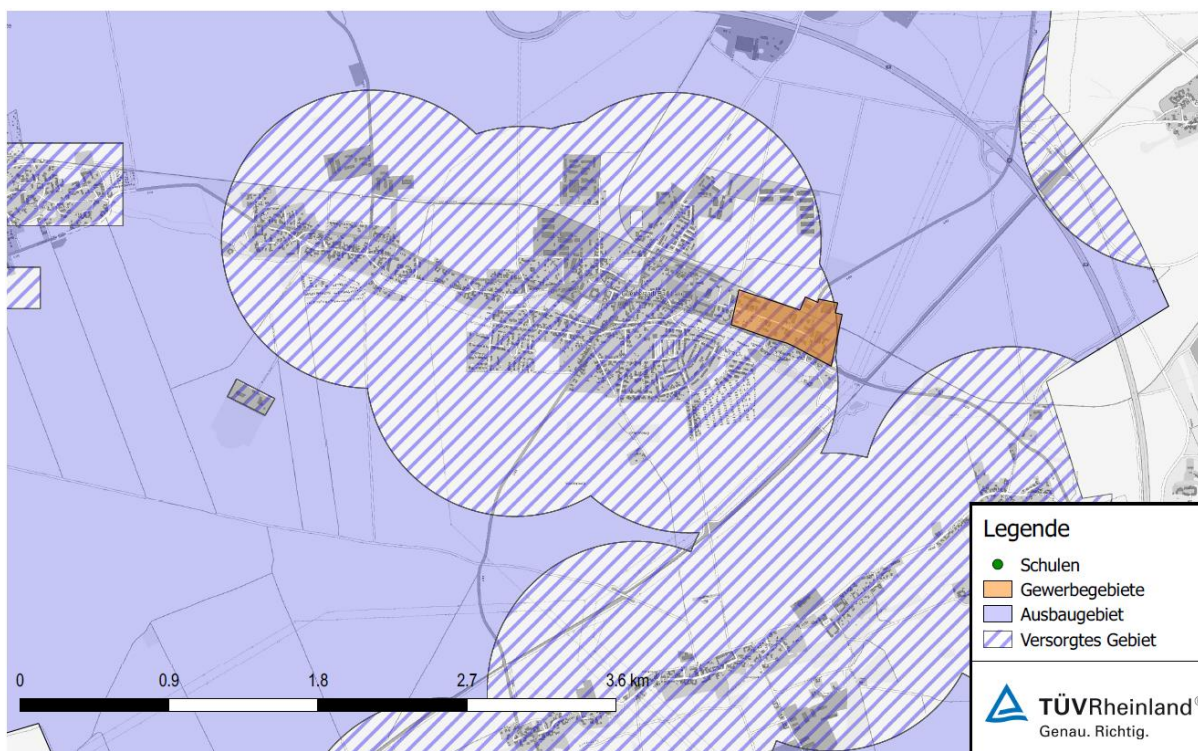 Legende
Schulen
Gewerbegebiete
Ausbaugebiet
Versorgtes Gebiet
0 0.9 1.8 2.7 3.6 km
TÜVRheinland®
Genau. Richtig.